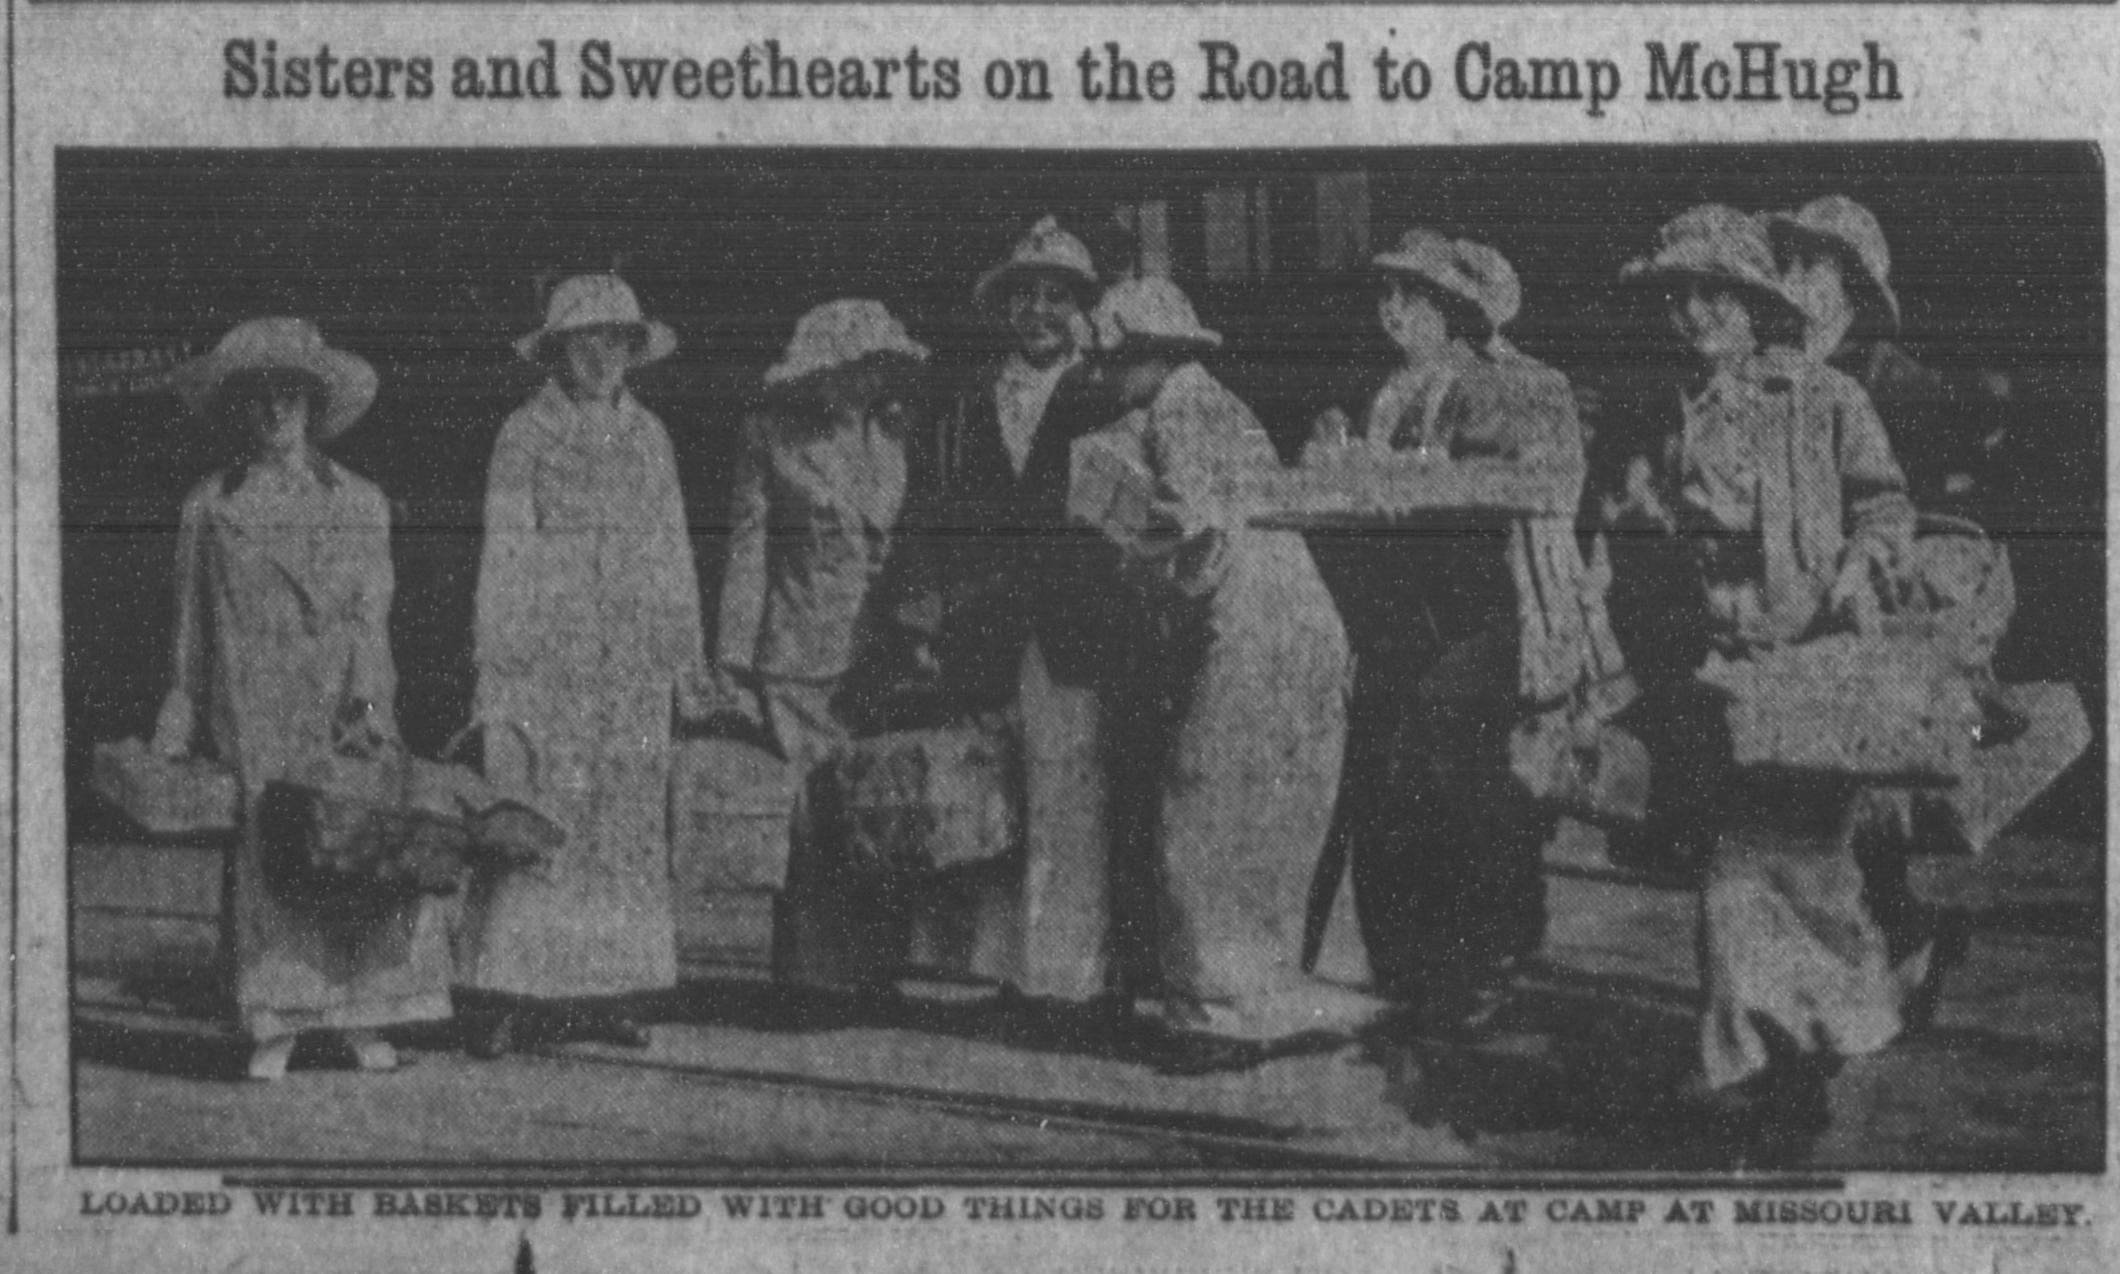 Sisters and Sweethearts on the Road to Camp McHugh
LOADED WITH BASKETS FILLED WITH GOOD THINGS FOR THE CADETS AT CAMP AT MISSOURI VALLEY.